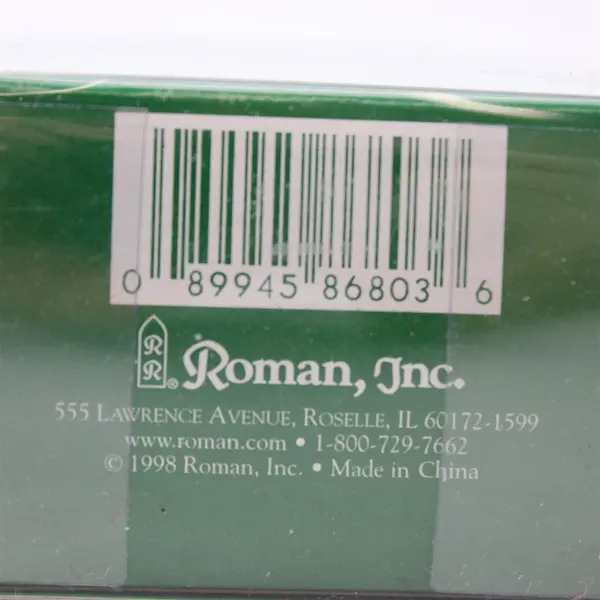 0 89945 86803 6
RR® Roman, Inc.
555 LAWRENCE AVENUE, ROSELLE, IL 60172-1599
www.roman.com • 1-800-729-7662
© 1998 Roman, Inc. • Made in China